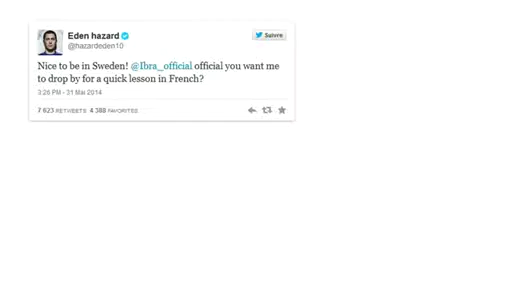 Eden hazard
@hazardeden10
Suivre
Nice to be in Sweden! @Ibra_official official you want me
to drop by for a quick lesson in French?
3:26 PM - 31 Mai 2014
7 623 RETWEETS 4 388 FAVORITES